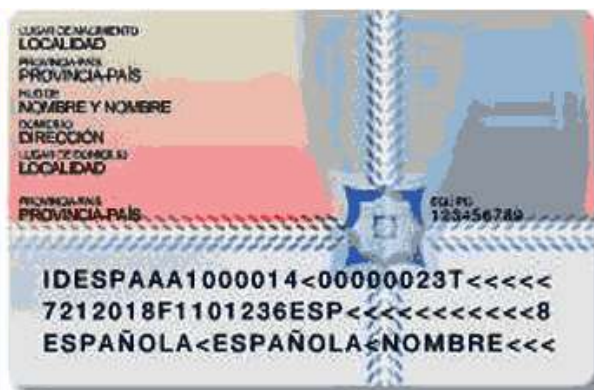 LUGAR DE NACIMIENTO
LOCALIDAD
PROVINCIA-PAÍS
PROVINCIA-PAÍS
HIJO DE
NOMBRE Y NOMBRE
DOMICILIO
DIRECCIÓN
LUGAR DE DOMICILIO
LOCALIDAD
PROVINCIA-PAÍS
PROVINCIA-PAÍS
EQUIPO
123456789
IDESPAAA1000014<00000023T<<<<<
7212018F1101236ESP<<<<<<<<<<<8
ESPAÑOLA<ESPAÑOLA<NOMBRE<<<